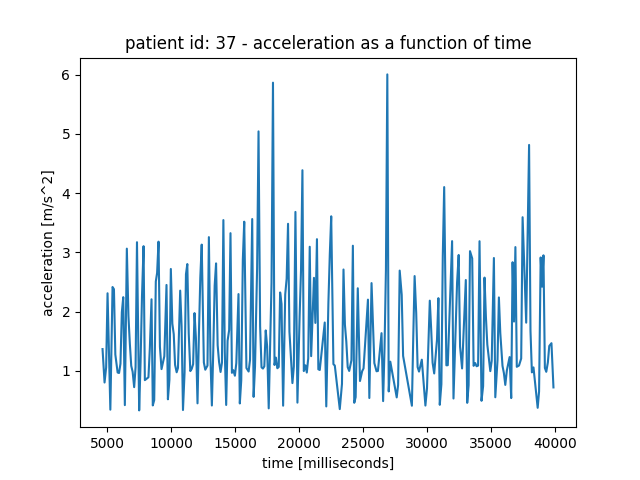 patient id: 37 - acceleration as a function of time
acceleration [m/s^2]
6
5
4
3
2
1
5000 10000 15000 20000 25000 30000 35000 40000
time [milliseconds]